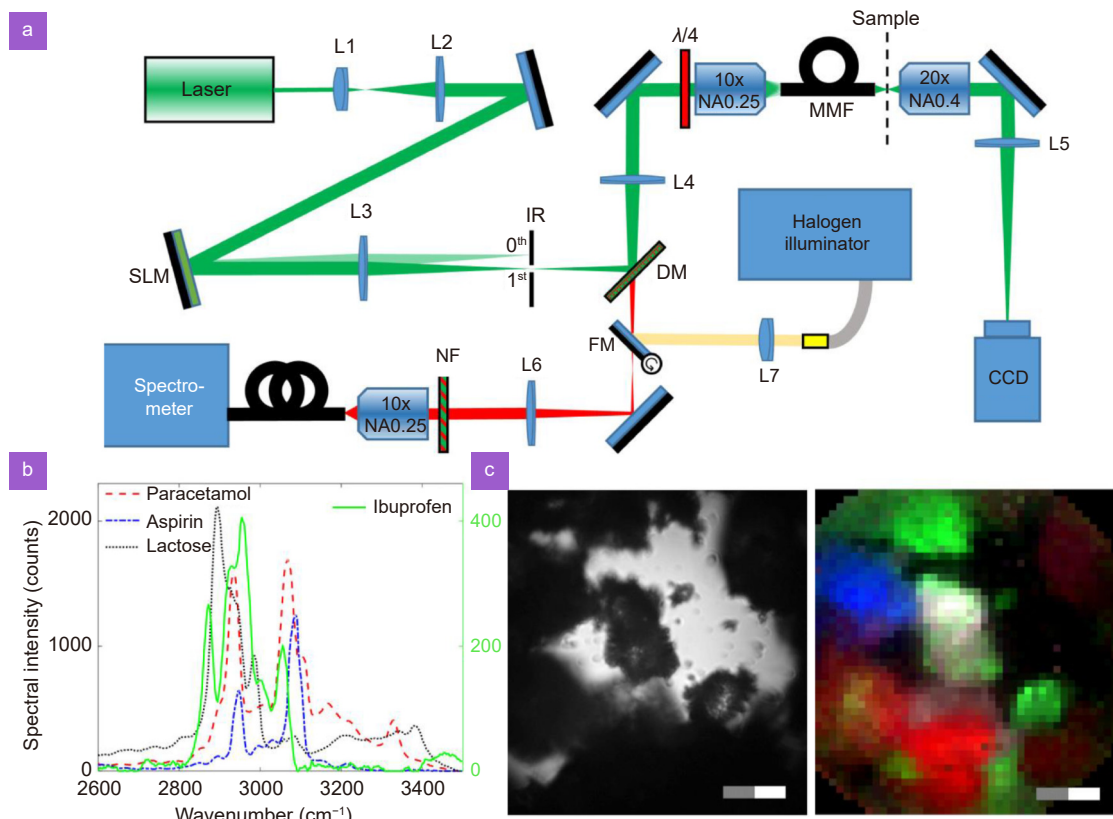 a
Laser
L1
L2
λ/4
10x
NA0.25
MMF
Sample
20x
NA0.4
L5
L4
L3
IR
0th
1st
SLM
DM
Halogen
illuminator
FM
L7
CCD
Spectro-
meter
10x
NA0.25
NF
L6
b
Paracetamol
Aspirin
Lactose
Ibuprofen
Spectral intensity (counts)
2000
1000
0
400
200
0
2600
2800
3000
3200
3400
Wavenumber (cm−1)
c